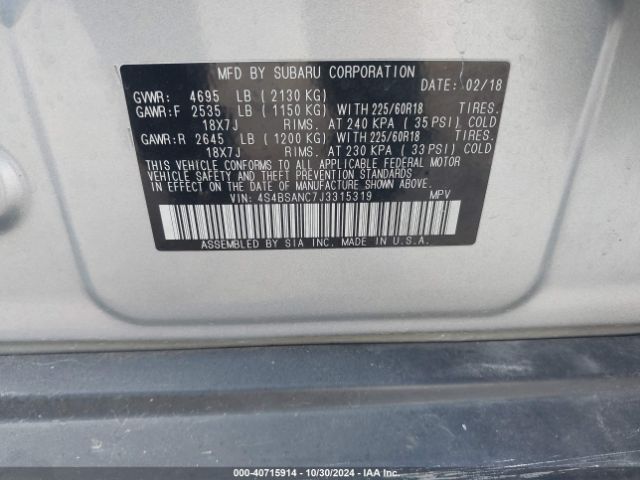 MFD BY SUBARU CORPORATION
DATE: 02/18
GVWR: 4695 LB (2130 KG)
GAWR:F 2535 LB (1150 KG) WITH 225/60R18 TIRES.
18X7J RIMS. AT 240 KPA (35 PSI) COLD
GAWR:R 2645 LB (1200 KG) WITH 225/60R18 TIRES.
18X7J RIMS. AT 230 KPA (33 PSI) COLD
THIS VEHICLE CONFORMS TO ALL APPLICABLE FEDERAL MOTOR
VEHICLE SAFETY AND BUMPER AND THEFT PREVENTION STANDARDS
IN EFFECT ON THE DATE OF MANUFACTURE SHOWN ABOVE.
VIN: 4S4BSANC7J3315319 MPV
ASSEMBLED BY SIA INC. MADE IN U.S.A.
000-40715914 - 10/30/2024 - IAA Inc.